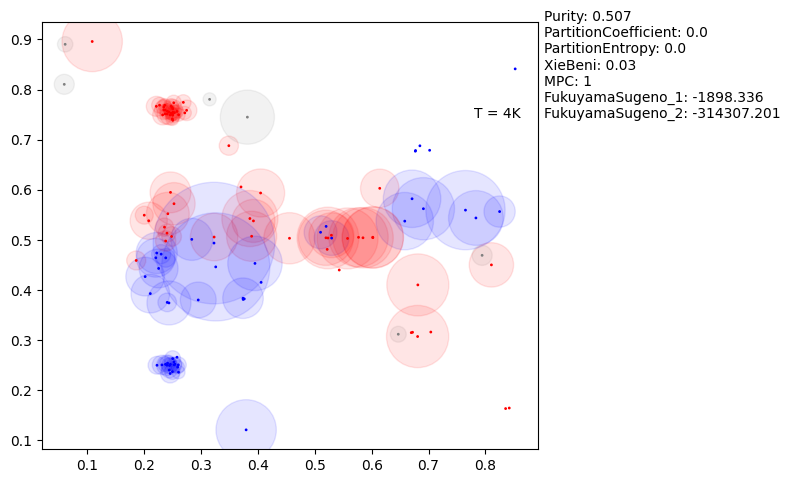 Purity: 0.507
PartitionCoefficient: 0.0
PartitionEntropy: 0.0
XieBeni: 0.03
MPC: 1
FukuyamaSugeno_1: -1898.336
FukuyamaSugeno_2: -314307.201
T = 4K
0.9
0.8
0.7
0.6
0.5
0.4
0.3
0.2
0.1
0.1 0.2 0.3 0.4 0.5 0.6 0.7 0.8